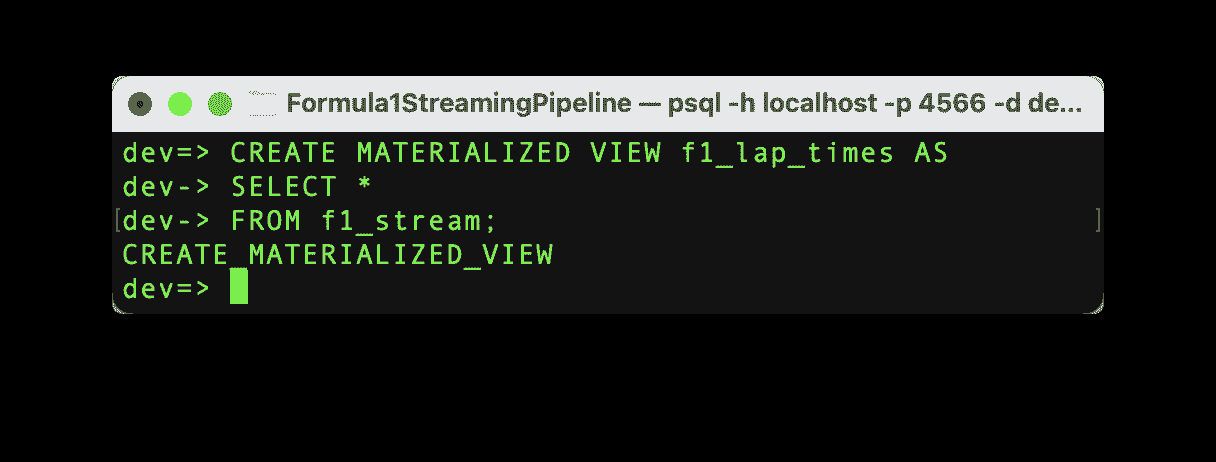 Formula1StreamingPipeline — psql -h localhost -p 4566 -d de...
dev=> CREATE MATERIALIZED VIEW f1_lap_times AS
dev-> SELECT *
[dev-> FROM f1_stream; ]
CREATE_MATERIALIZED_VIEW
dev=>